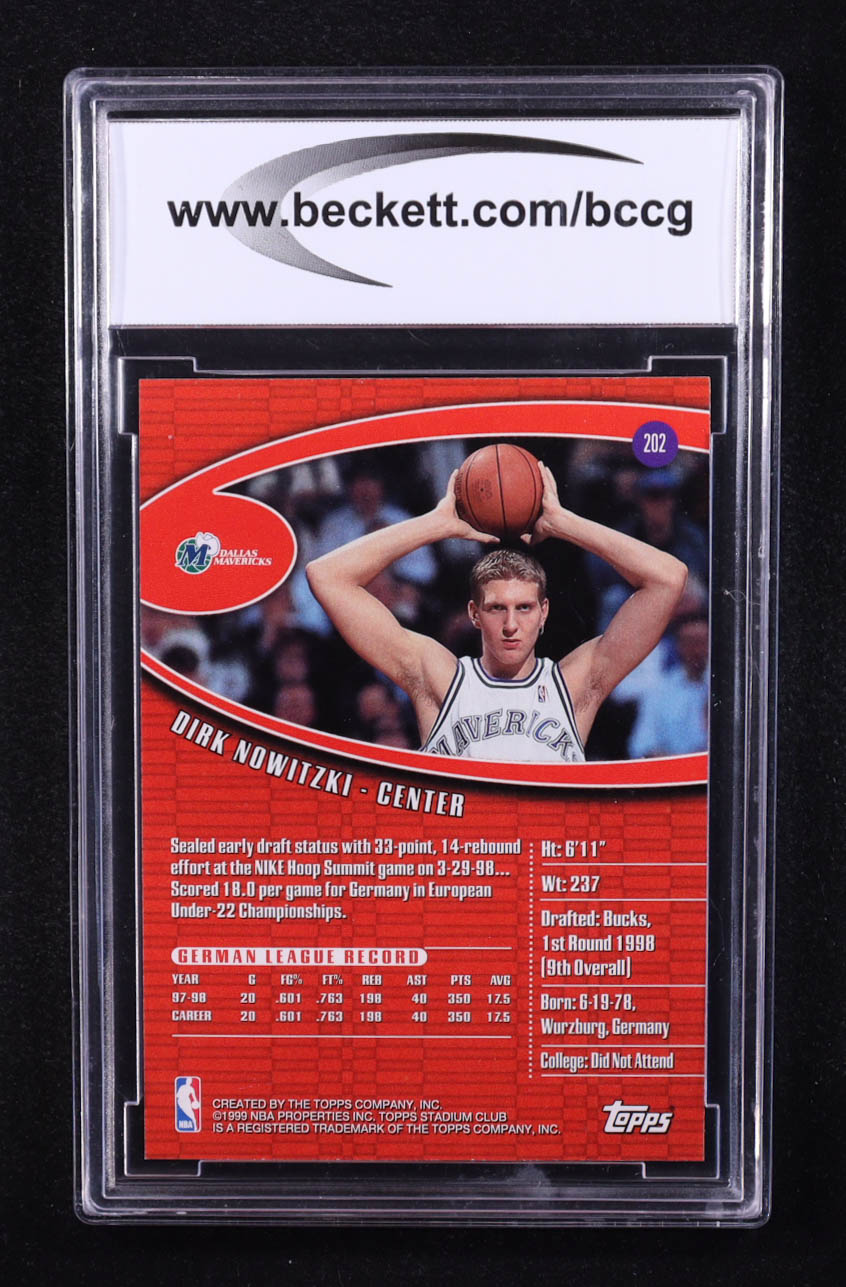 www.beckett.com/bccg
202
M DALLAS
MAVERICKS
MAVERICK
DIRK NOWITZKI - CENTER
Sealed early draft status with 33-point, 14-rebound
effort at the NIKE Hoop Summit game on 3-29-98...
Scored 18.0 per game for Germany in European
Under-22 Championships.
GERMAN LEAGUE RECORD
YEAR G FG% FT% REB AST PTS AVG
97-98 20 .601 .763 198 40 350 17.5
CAREER 20 .601 .763 198 40 350 17.5
Ht: 6'11"
Wt: 237
Drafted: Bucks,
1st Round 1998
(9th Overall)
Born: 6-19-78,
Wurzburg, Germany
College: Did Not Attend
NBA
CREATED BY THE TOPPS COMPANY, INC.
©1999 NBA PROPERTIES INC. TOPPS STADIUM CLUB
IS A REGISTERED TRADEMARK OF THE TOPPS COMPANY, INC.
TOPPS